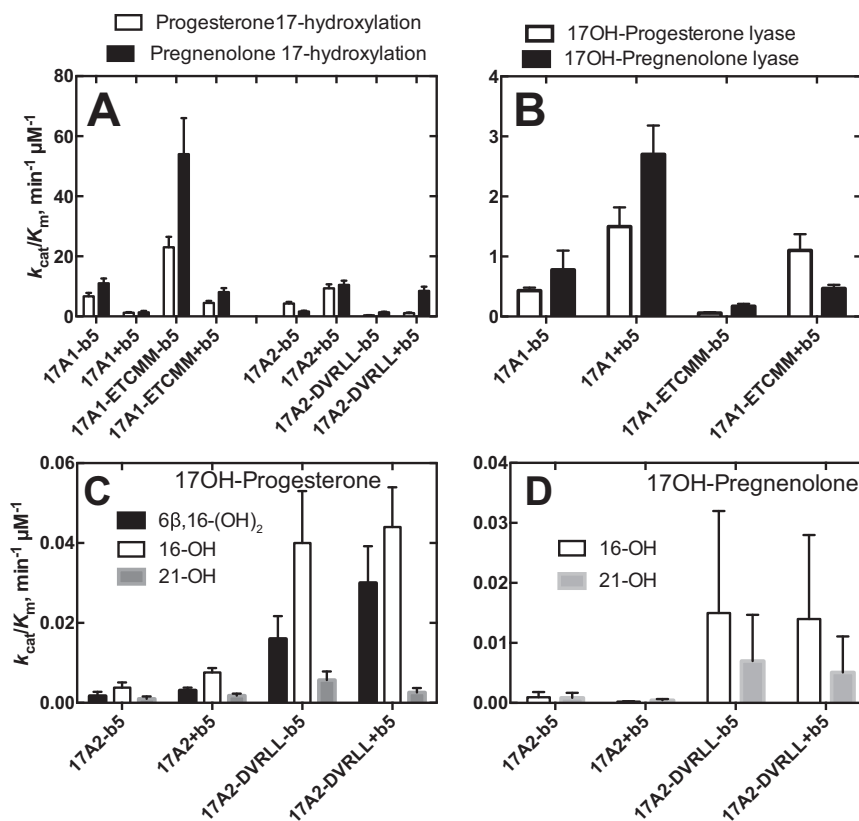 Progesterone17-hydroxylation
Pregnenolone 17-hydroxylation
A
k_cat/K_m, min⁻¹ µM⁻¹
80
60
40
20
0
17A1-b5
17A1+b5
17A1-ETCMM-b5
17A1-ETCMM+b5
17A2-b5
17A2+b5
17A2-DVRLL-b5
17A2-DVRLL+b5
17OH-Progesterone lyase
17OH-Pregnenolone lyase
B
4
3
2
1
0
17A1-b5
17A1+b5
17A1-ETCMM-b5
17A1-ETCMM+b5
C
17OH-Progesterone
6β,16-(OH)₂
16-OH
21-OH
k_cat/K_m, min⁻¹ µM⁻¹
0.06
0.04
0.02
0.00
17A2-b5
17A2+b5
17A2-DVRLL-b5
17A2-DVRLL+b5
D
17OH-Pregnenolone
16-OH
21-OH
0.04
0.03
0.02
0.01
0.00
17A2-b5
17A2+b5
17A2-DVRLL-b5
17A2-DVRLL+b5